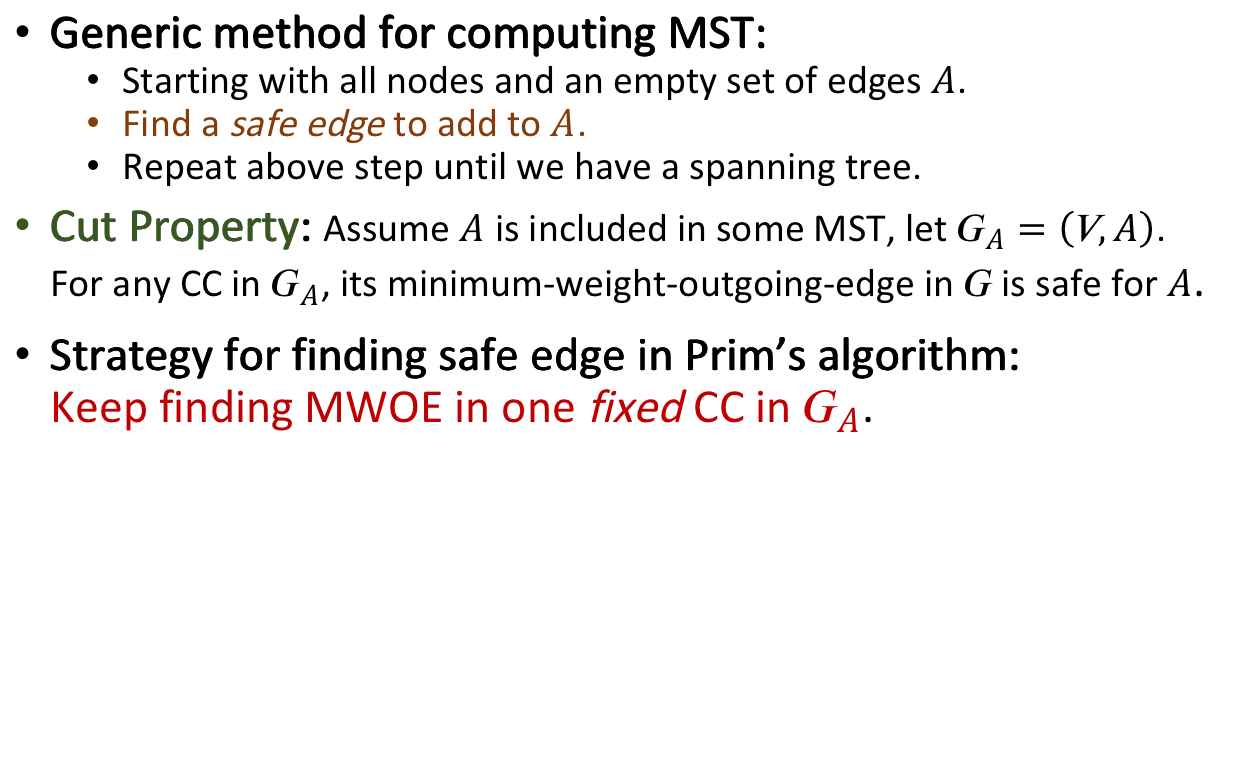 • Generic method for computing MST:
• Starting with all nodes and an empty set of edges A.
• Find a safe edge to add to A.
• Repeat above step until we have a spanning tree.
• Cut Property: Assume A is included in some MST, let G_A = (V, A).
For any CC in G_A, its minimum-weight-outgoing-edge in G is safe for A.
• Strategy for finding safe edge in Prim’s algorithm:
Keep finding MWOE in one fixed CC in G_A.